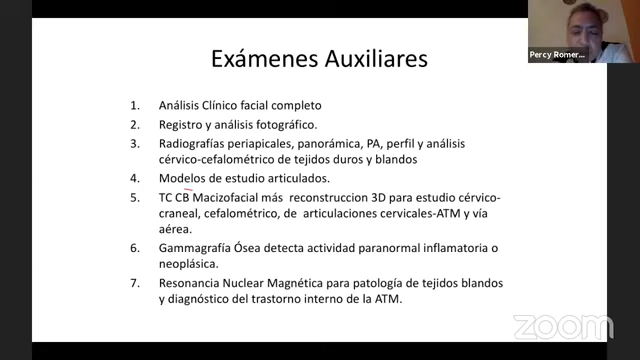 Exámenes Auxiliares
Percy Romer...
1. Análisis Clínico facial completo
2. Registro y análisis fotográfico.
3. Radiografías periapicales, panorámica, PA, perfil y análisis
cérvico-cefalométrico de tejidos duros y blandos
4. Modelos de estudio articulados.
5. TC CB Macizofacial más reconstruccion 3D para estudio cérvico-
craneal, cefalométrico, de articulaciones cervicales-ATM y vía
aérea.
6. Gammagrafía Ósea detecta actividad paranormal inflamatoria o
neoplásica.
7. Resonancia Nuclear Magnética para patología de tejidos blandos
y diagnóstico del trastorno interno de la ATM.
zoom